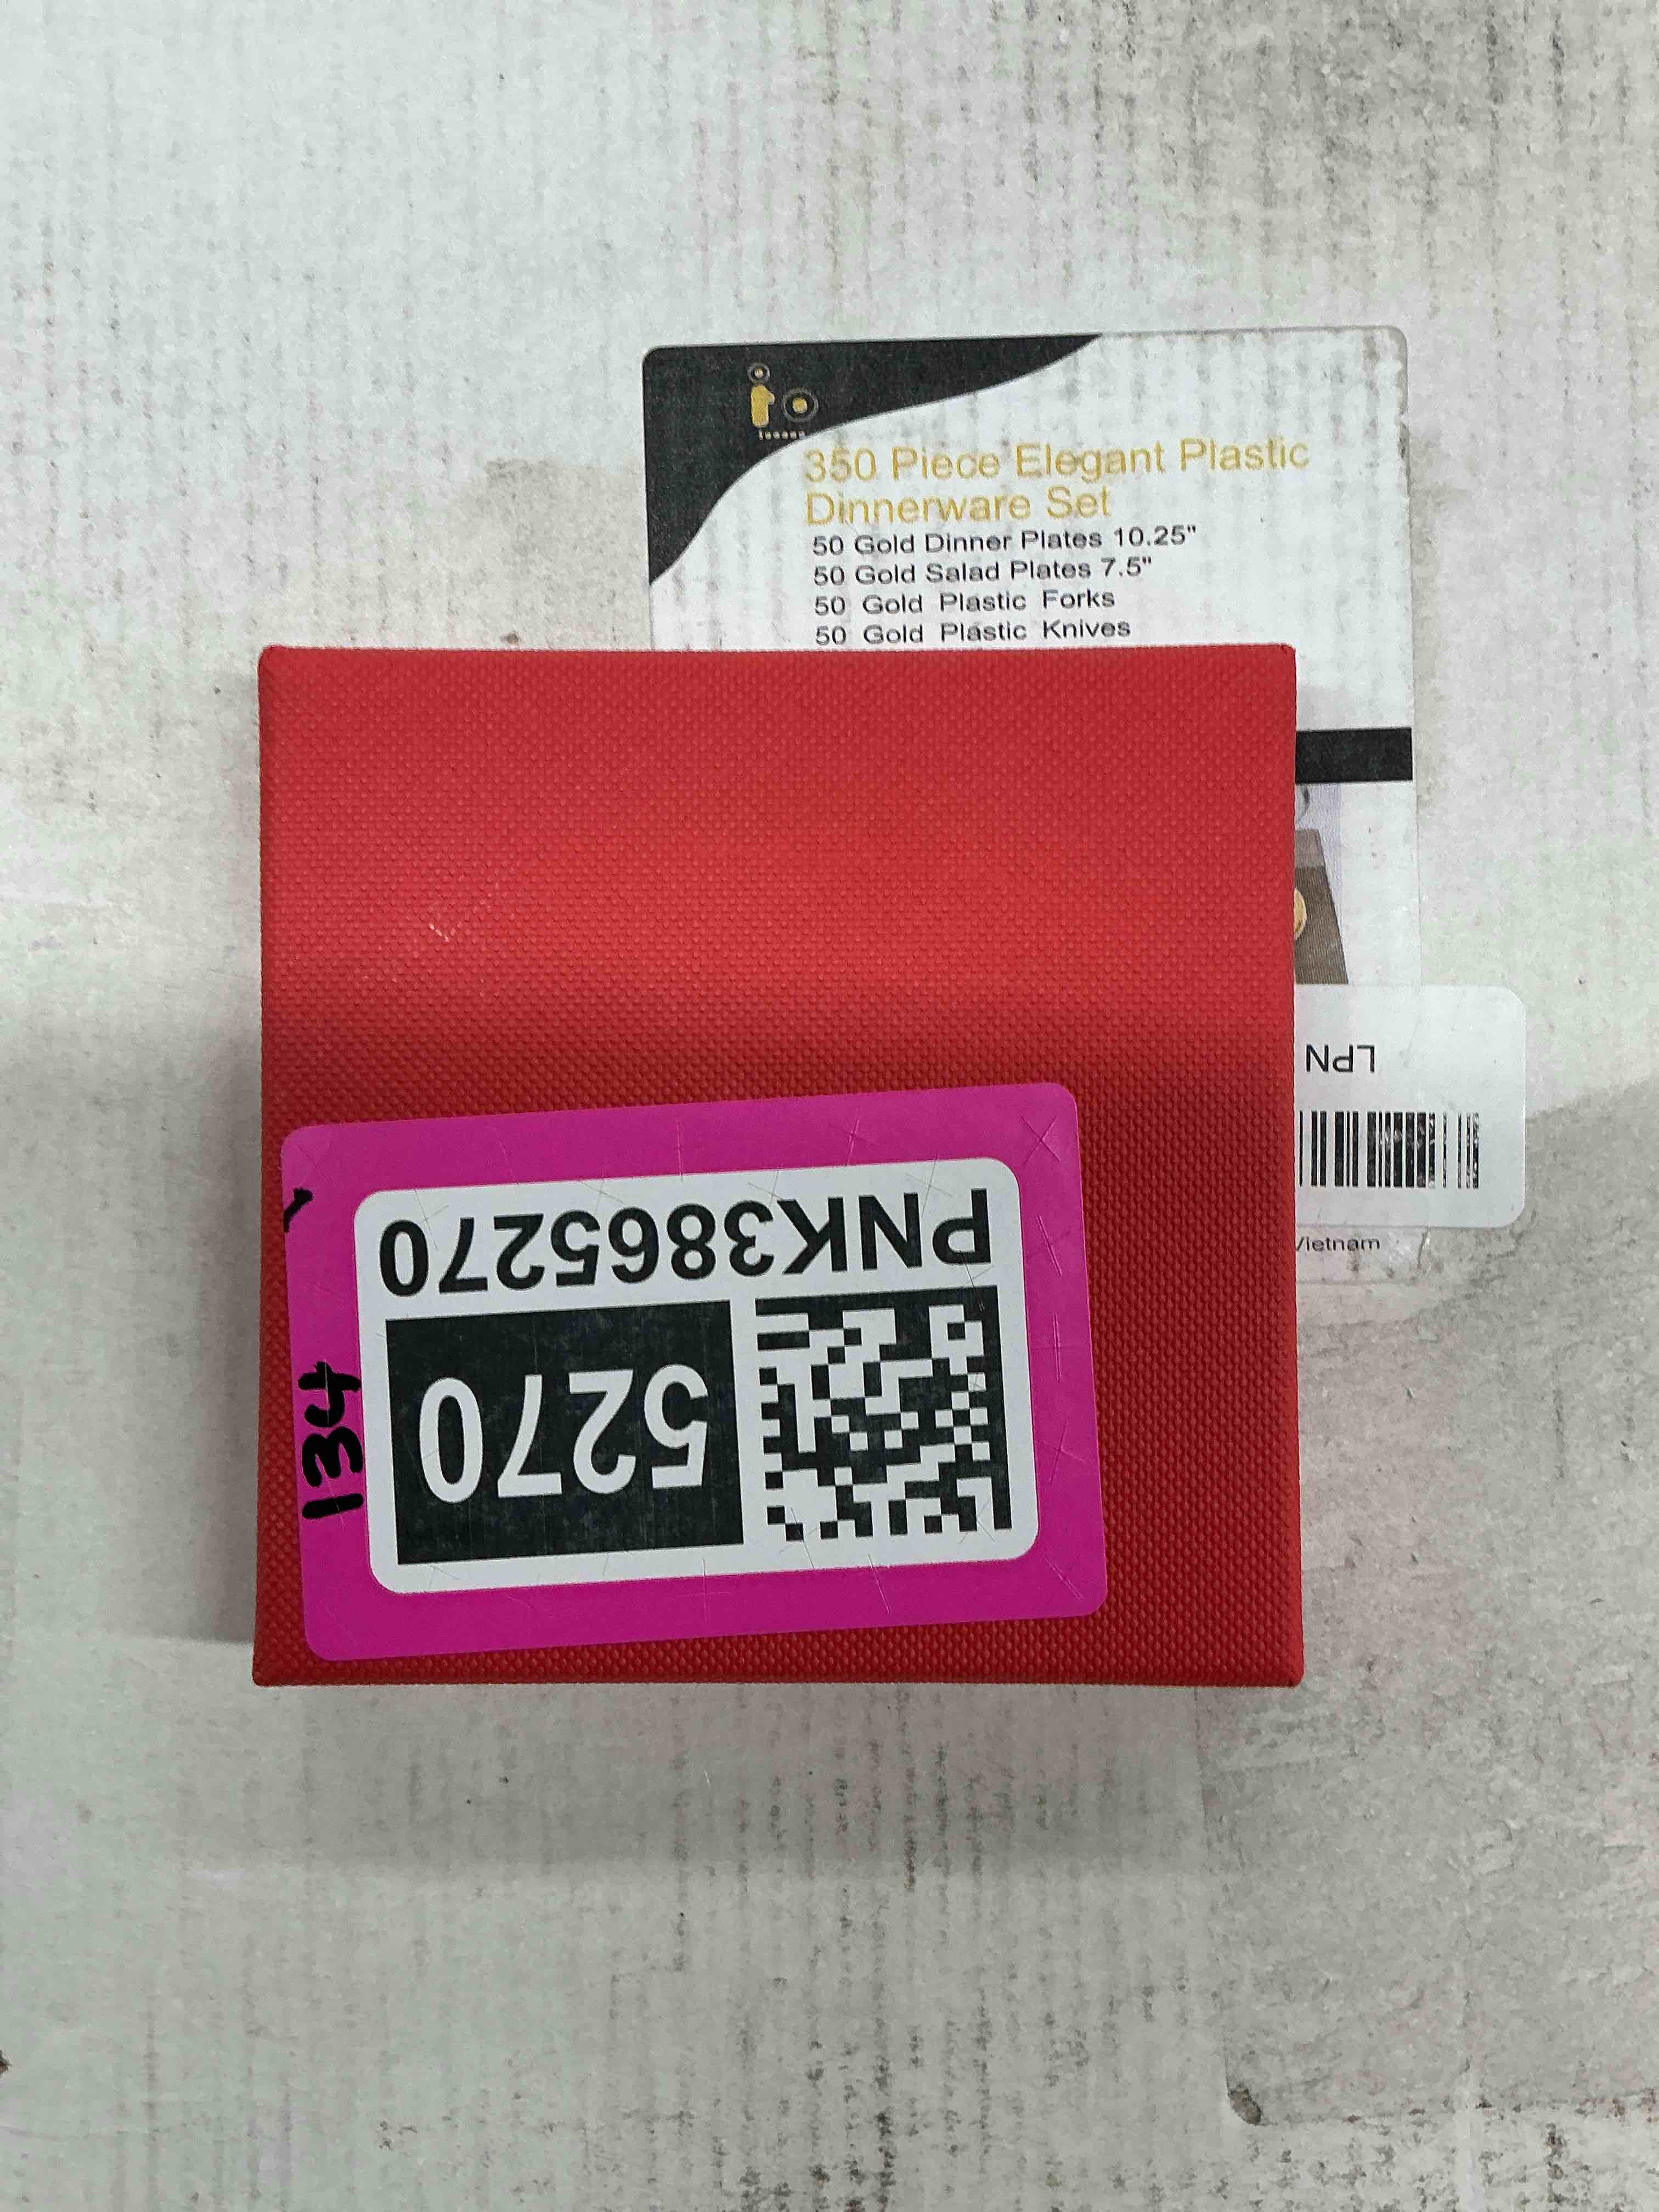 io
350 Piece Elegant Plastic
Dinnerware Set
50 Gold Dinner Plates 10.25"
50 Gold Salad Plates 7.5"
50 Gold Plastic Forks
50 Gold Plastic Knives
LPN
Vietnam
PNK3865270
5270
134